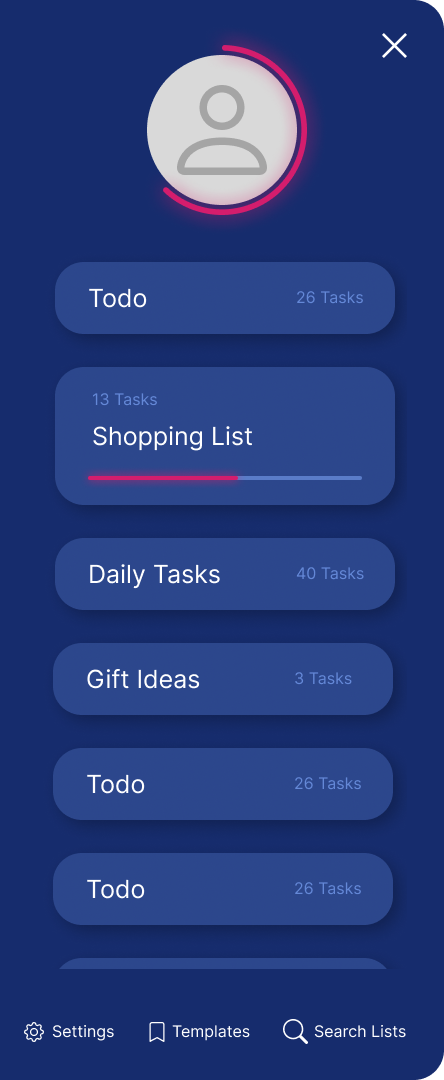 Todo
26 Tasks
13 Tasks
Shopping List
Daily Tasks
40 Tasks
Gift Ideas
3 Tasks
Todo
26 Tasks
Todo
26 Tasks
Settings
Templates
Search Lists